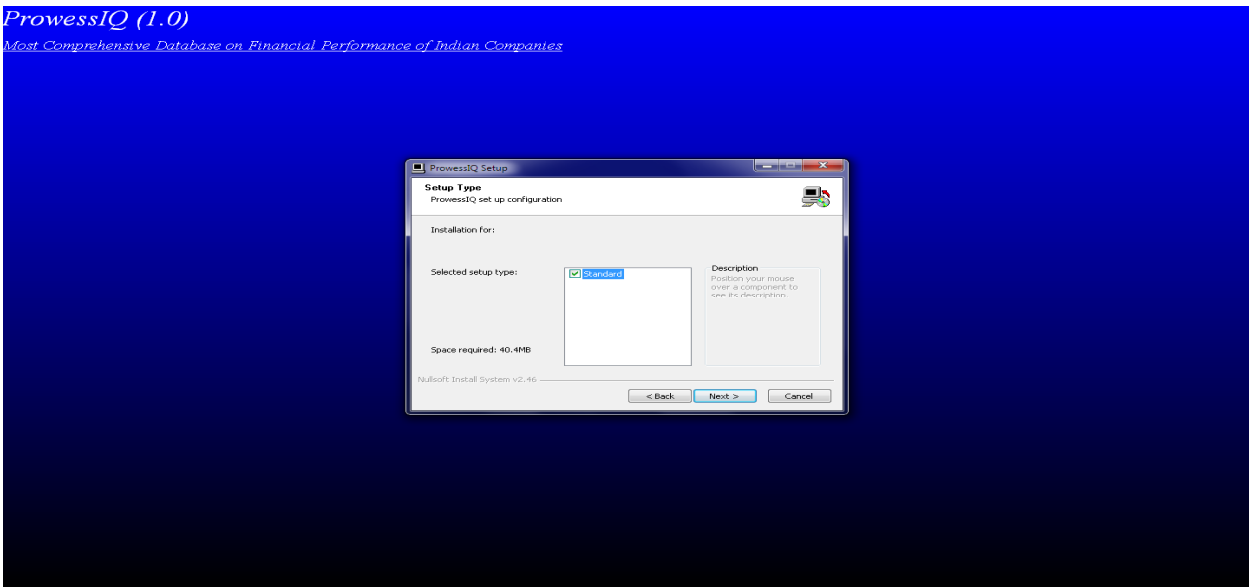 ProwessIQ (1.0)
Most Comprehensive Database on Financial Performance of Indian Companies
ProwessIQ Setup
Setup Type
ProwessIQ set up configuration
Installation for:
Selected setup type:
Standard
Description
Position your mouse
over a component to
see its description.
Space required: 40.4MB
Nullsoft Install System v2.46
< Back
Next >
Cancel